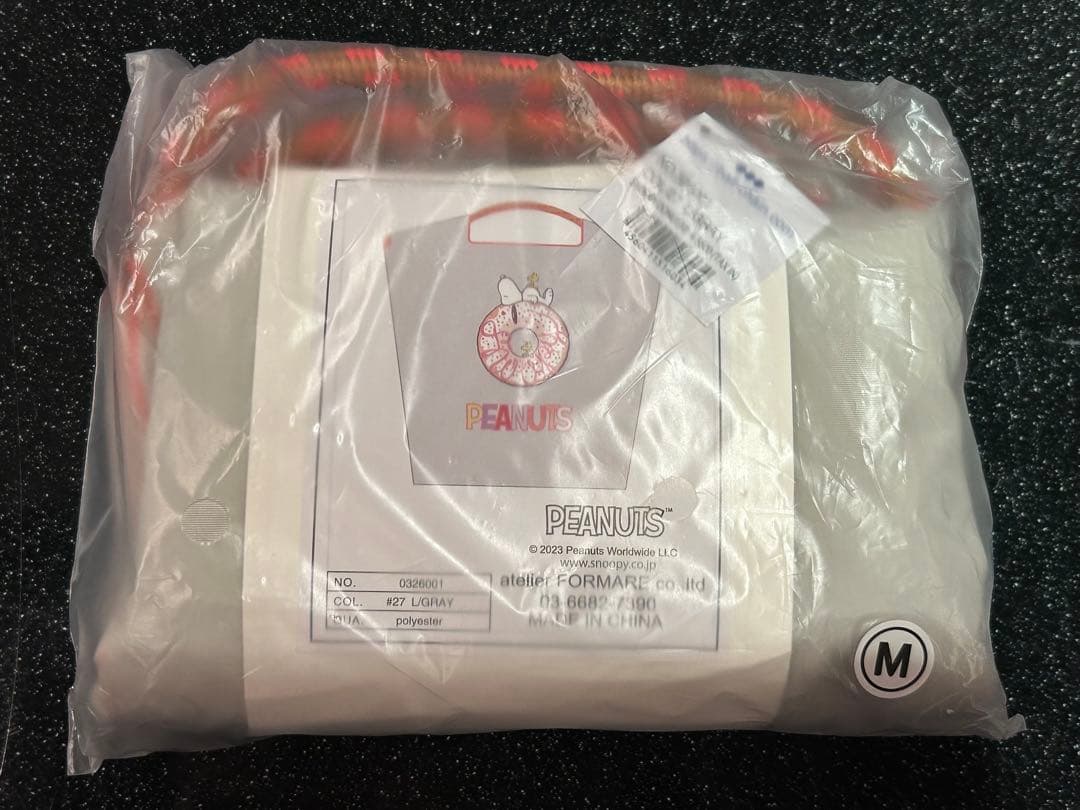 PEANUTS
PEANUTS™
© 2023 Peanuts Worldwide LLC
www.snoopy.co.jp
NO. 0326001
COL. #27 L/GRAY
QUA. polyester
atelier FORMARE co., ltd
03-6682-7390
MADE IN CHINA
M